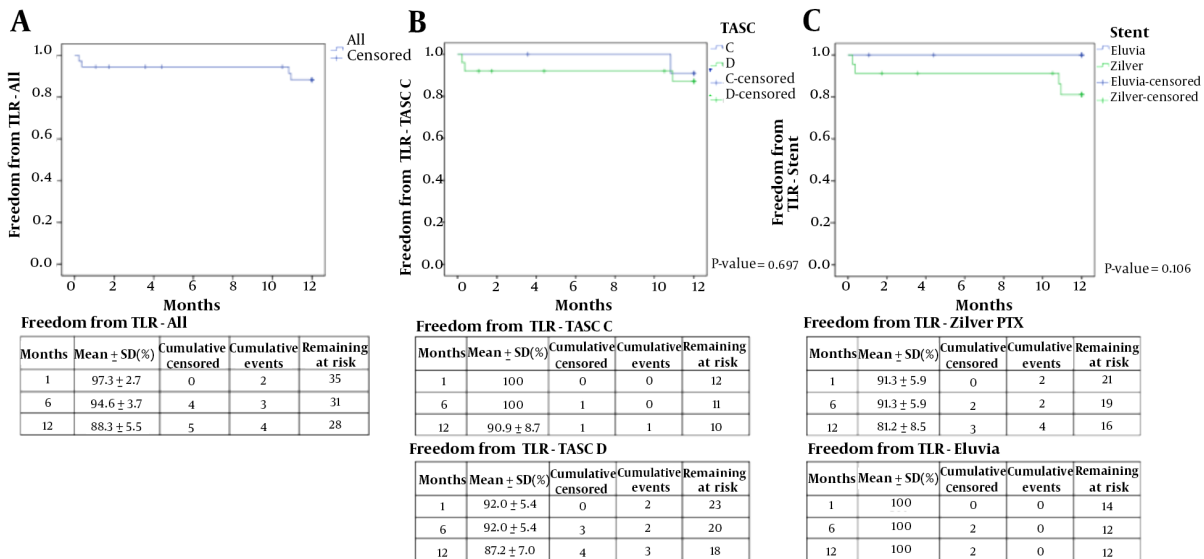 A
All
Censored
1.0
0.8
0.6
0.4
0.2
0.0
Freedom from TLR - All
0 2 4 6 8 10 12
Months
Freedom from TLR - All
Months Mean ± SD(%) Cumulative censored Cumulative events Remaining at risk
1 97.3 ± 2.7 0 2 35
6 94.6 ± 3.7 4 3 31
12 88.3 ± 5.5 5 4 28
B
TASC
C
D
C-censored
D-censored
1.0
0.8
0.6
0.4
0.2
0.0
Freedom from TLR - TASC C
0 2 4 6 8 10 12
Months
P-value = 0.697
Freedom from TLR - TASC C
Months Mean ± SD(%) Cumulative censored Cumulative events Remaining at risk
1 100 0 0 12
6 100 1 0 11
12 90.9 ± 8.7 1 1 10
Freedom from TLR - TASC D
Months Mean ± SD(%) Cumulative censored Cumulative events Remaining at risk
1 92.0 ± 5.4 0 2 23
6 92.0 ± 5.4 3 2 20
12 87.2 ± 7.0 4 3 18
C
Stent
Eluvia
Zilver
Eluvia-censored
Zilver-censored
1.0
0.8
0.6
0.4
0.2
0.0
Freedom from
TLR - Stent
0 2 4 6 8 10 12
Months
P-value = 0.106
Freedom from TLR - Zilver PTX
Months Mean ± SD(%) Cumulative censored Cumulative events Remaining at risk
1 91.3 ± 5.9 0 2 21
6 91.3 ± 5.9 2 2 19
12 81.2 ± 8.5 3 4 16
Freedom from TLR - Eluvia
Months Mean ± SD(%) Cumulative censored Cumulative events Remaining at risk
1 100 0 0 14
6 100 2 0 12
12 100 2 0 12